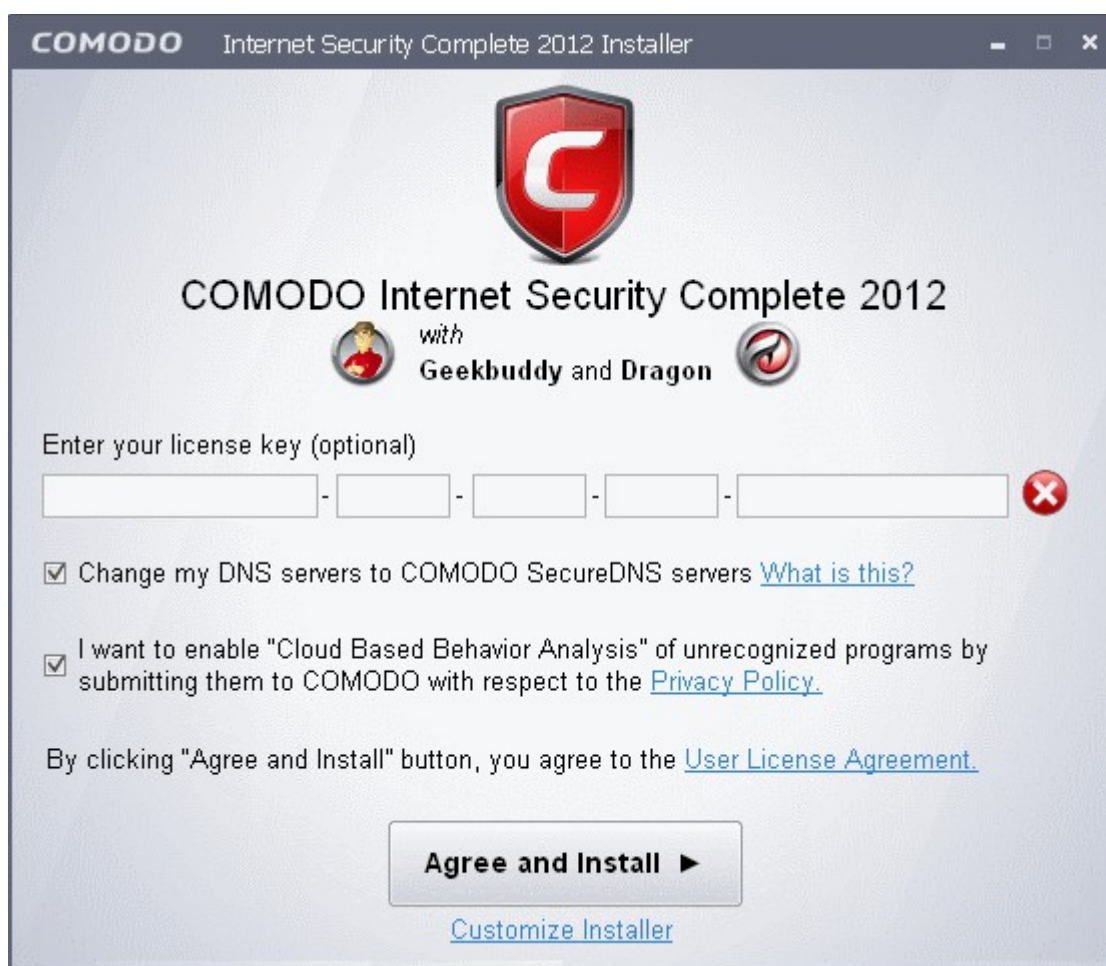 COMODO Internet Security Complete 2012 Installer
COMODO Internet Security Complete 2012
with
Geekbuddy and Dragon
Enter your license key (optional)
- - - -
Change my DNS servers to COMODO SecureDNS servers What is this?
I want to enable "Cloud Based Behavior Analysis" of unrecognized programs by
submitting them to COMODO with respect to the Privacy Policy.
By clicking "Agree and Install" button, you agree to the User License Agreement.
Agree and Install ►
Customize Installer